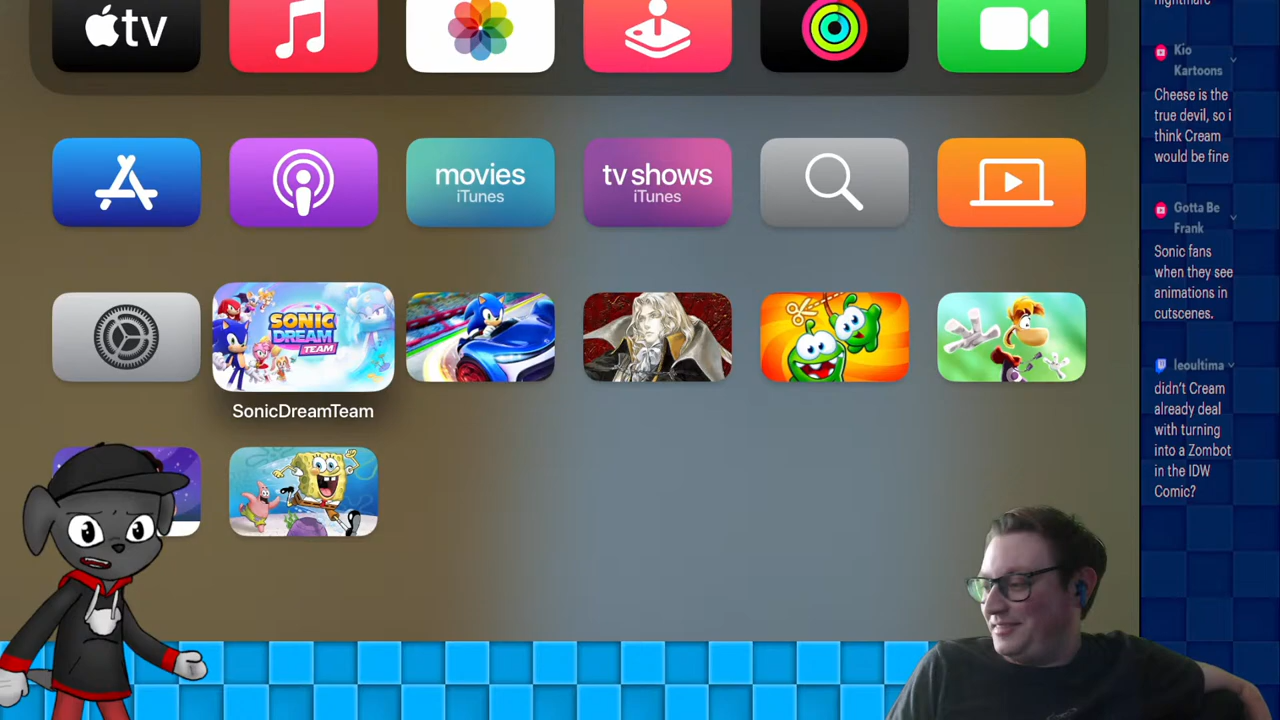 nightmare
tv
Kio
Kartoons
Cheese is the
true devil, so i
think Cream
would be fine
movies
iTunes
tv shows
iTunes
Gotta Be
Frank
Sonic fans
when they see
animations in
cutscenes.
SONIC
DREAM
TEAM
SonicDreamTeam
leoultima
didn't Cream
already deal
with turning
into a Zombot
in the IDW
Comic?